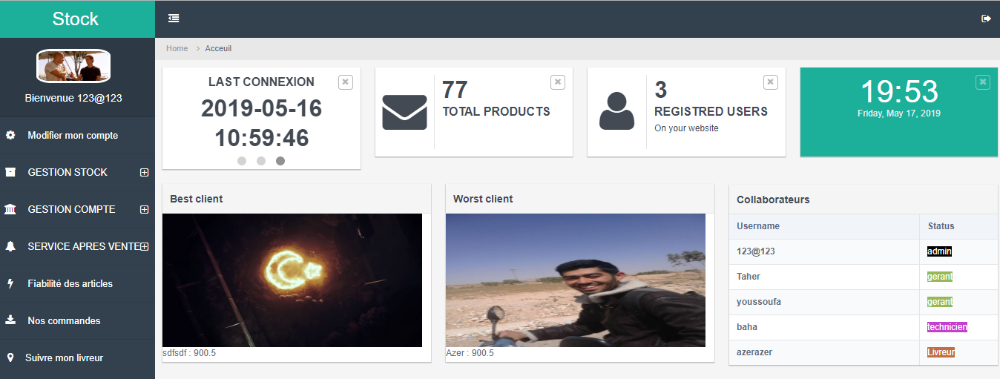 Stock
Bienvenue 123@123
Modifier mon compte
GESTION STOCK
GESTION COMPTE
SERVICE APRES VENTE
Fiabilité des articles
Nos commandes
Suivre mon livreur
Home > Acceuil
LAST CONNEXION
2019-05-16
10:59:46
77
TOTAL PRODUCTS
3
REGISTRED USERS
On your website
19:53
Friday, May 17, 2019
Best client
sdfsdf : 900.5
Worst client
Azer : 900.5
Collaborateurs
Username Status
123@123 admin
Taher gerant
youssoufa gerant
baha technicien
azerazer Livreur